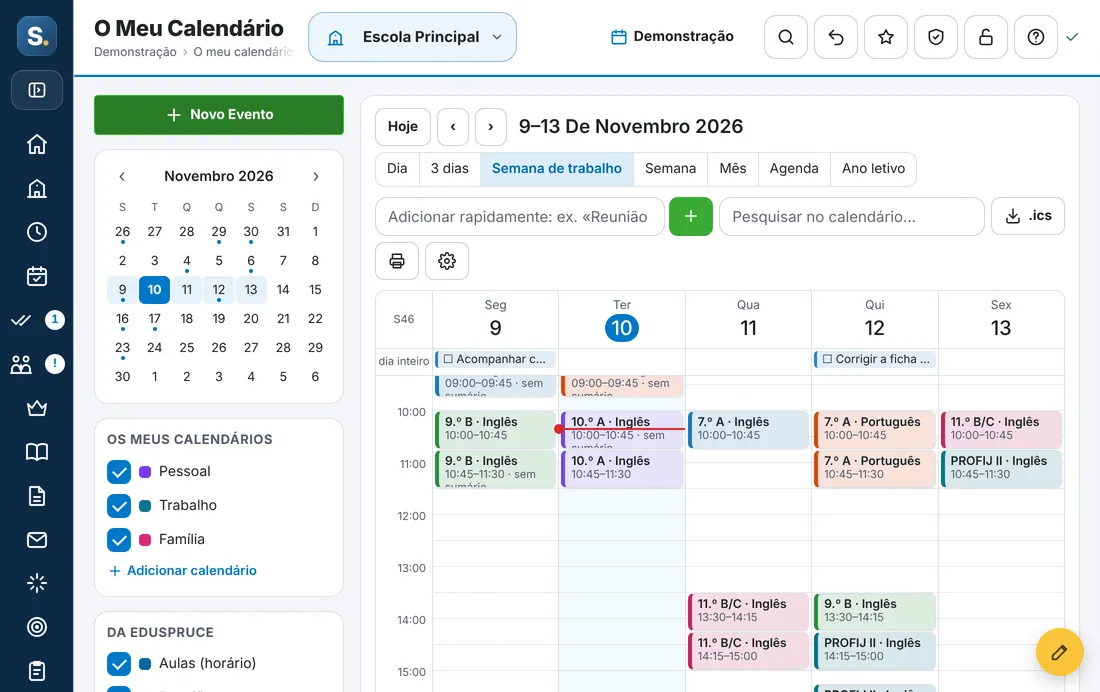 S.
O Meu Calendário
Demonstração › O meu calendário
Escola Principal
Demonstração
1
!
Novo Evento
Novembro 2026
S T Q Q S S D
26 27 28 29 30 31 1
2 3 4 5 6 7 8
9 10 11 12 13 14 15
16 17 18 19 20 21 22
23 24 25 26 27 28 29
30 1 2 3 4 5 6
OS MEUS CALENDÁRIOS
Pessoal
Trabalho
Família
+ Adicionar calendário
DA EDUSPRUCE
Aulas (horário)
Hoje ‹ › 9–13 De Novembro 2026
Dia 3 dias Semana de trabalho Semana Mês Agenda Ano letivo
Adicionar rapidamente: ex. «Reunião
+
Pesquisar no calendário...
.ics
S46
Seg
9
Ter
10
Qua
11
Qui
12
Sex
13
dia inteiro
Acompanhar c...
Corrigir a ficha ...
09:00–09:45 · sem
09:00–09:45 · sem
10:00
9.º B · Inglês
10:00–10:45
10.º A · Inglês
10:00–10:45 · sem
7.º A · Inglês
10:00–10:45
7.º A · Português
10:00–10:45
11.º B/C · Inglês
10:00–10:45
11:00
9.º B · Inglês
10:45–11:30 · sem
10.º A · Inglês
10:45–11:30
7.º A · Português
10:45–11:30
PROFIJ II · Inglês
10:45–11:30
12:00
13:00
11.º B/C · Inglês
13:30–14:15
9.º B · Inglês
13:30–14:15
14:00
11.º B/C · Inglês
14:15–15:00
PROFIJ II · Inglês
14:15–15:00
15:00